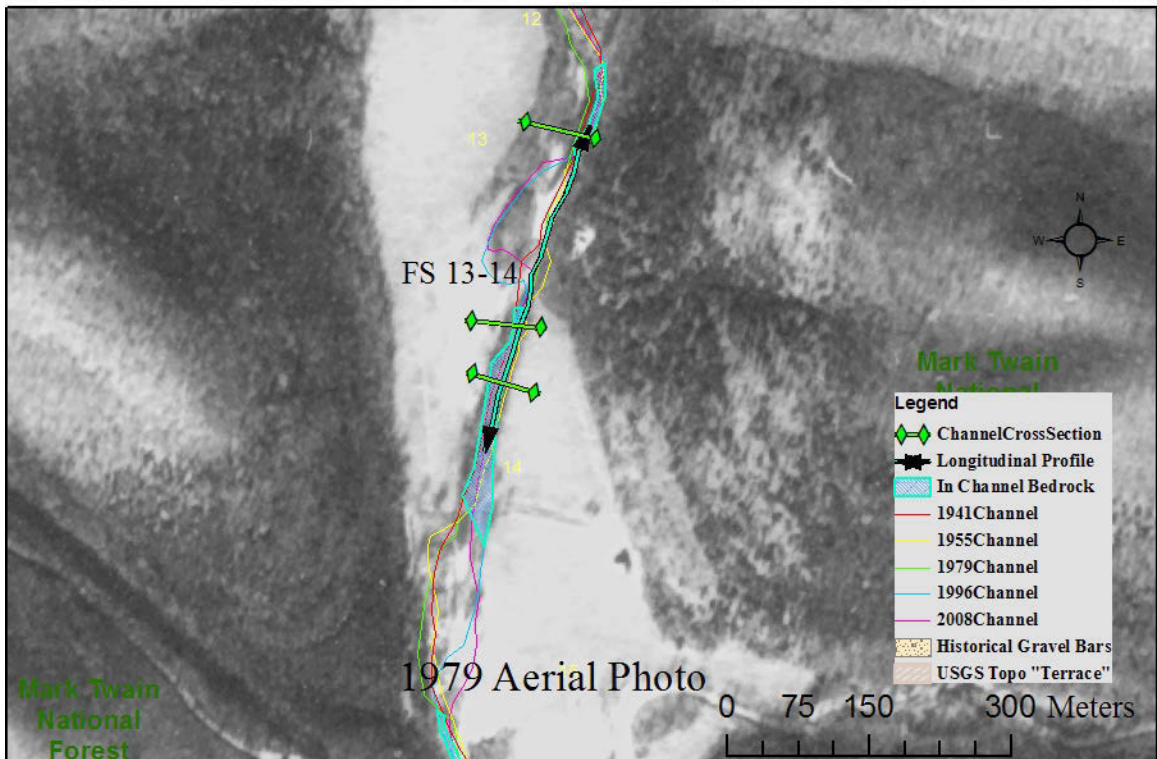 12
13
N
W E
S
FS 13-14
Mark Twain
National
Legend
ChannelCrossSection
Longitudinal Profile
In Channel Bedrock
14
1941Channel
1955Channel
1979Channel
1996Channel
2008Channel
Historical Gravel Bars
USGS Topo "Terrace"
1979 Aerial Photo
Mark Twain
National
Forest
0 75 150 300 Meters